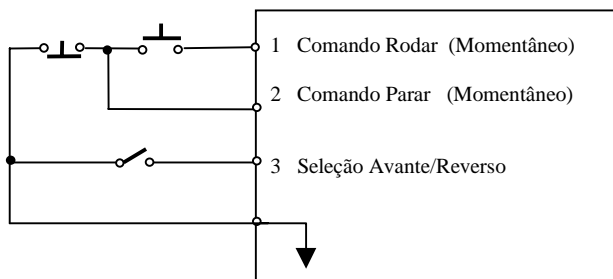 1 Comando Rodar (Momentâneo)
2 Comando Parar (Momentâneo)
3 Seleção Avante/Reverso